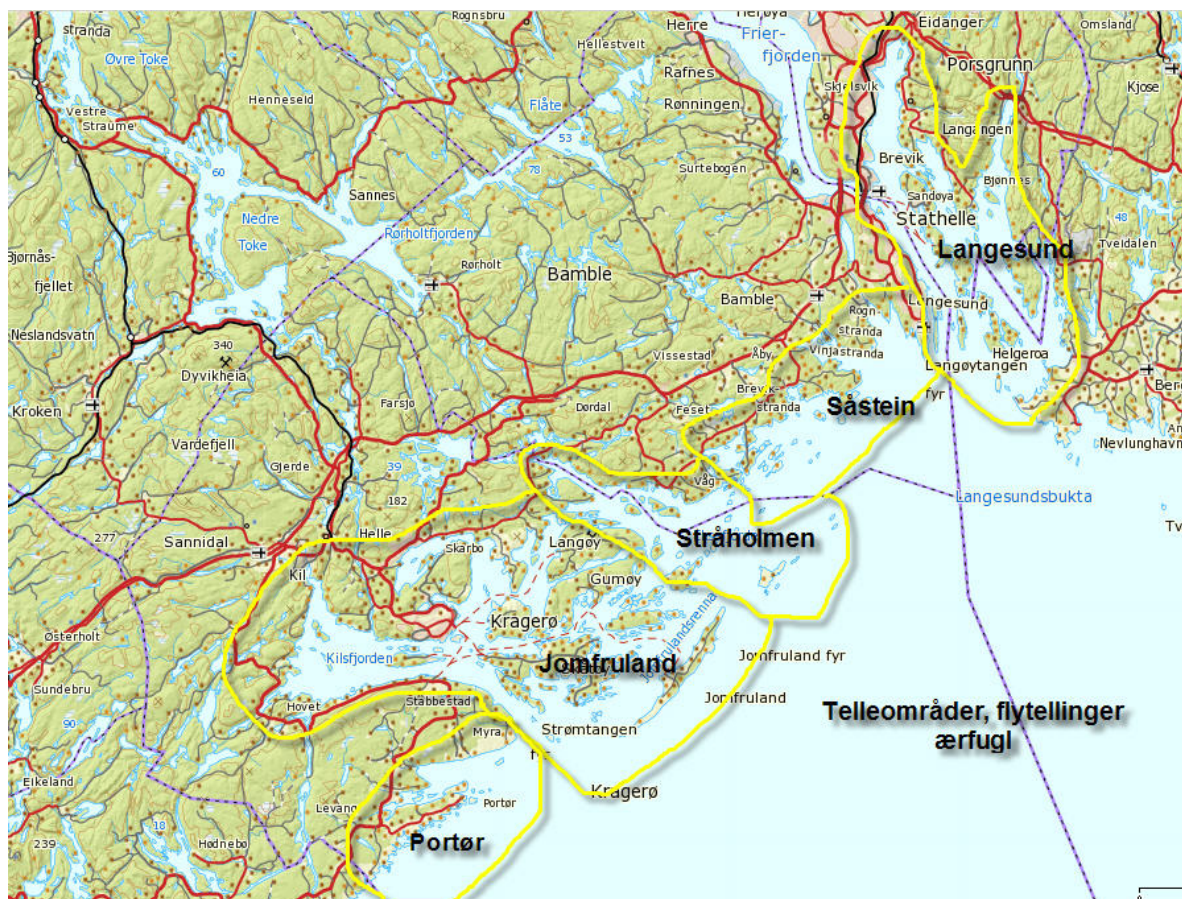 stranda
Rognsbru
Herre
Herøya
Eidanger
Omsland
Øvre Toke
Hellestveit
Frier-
fjorden
Porsgrunn
Henneseld
Rafnes
Skjelsvik
Kjose
Vestre
Straume
Flåte
Rønningen
Langangen
53
60
78
Surtebogen
Brevik
Bjønnes
Sannes
Sandøya
Nedre
Toke
Rørholtfjorden
Stathelle
48
Bjørnås-
fjellet
Rørholt
Bamble
Langesund
Tveidalen
Bamble
Langesund
Neslandsvatn
340
Rogn-
stranda
Dyvikheia
Vissestad
Åby
Vinjastranda
Helgeroa
Langøytangen
fyr
Kroken
Farsjø
Brevik-
stranda
Dørdal
Feset
Såstein
Vardefjell
Nevlunghavn
Gjerde
39
Våg
Langesundsbukta
182
277
Sannidal
Helle
Skårbo
Langøy
Stråholmen
Kil
Gumøy
Kragerø
Østerholt
Kilsfjorden
Jomfruland
Jomfrulandsrenna
Jomfruland fyr
Sundebru
Hovet
Stabbestad
Jomfruland
90
Myra
Strømtangen
fyr
Telleområder, flytellinger
ærfugl
Eikeland
Kragerø
Levang
Portør
18
239
Hødnebø
Portør